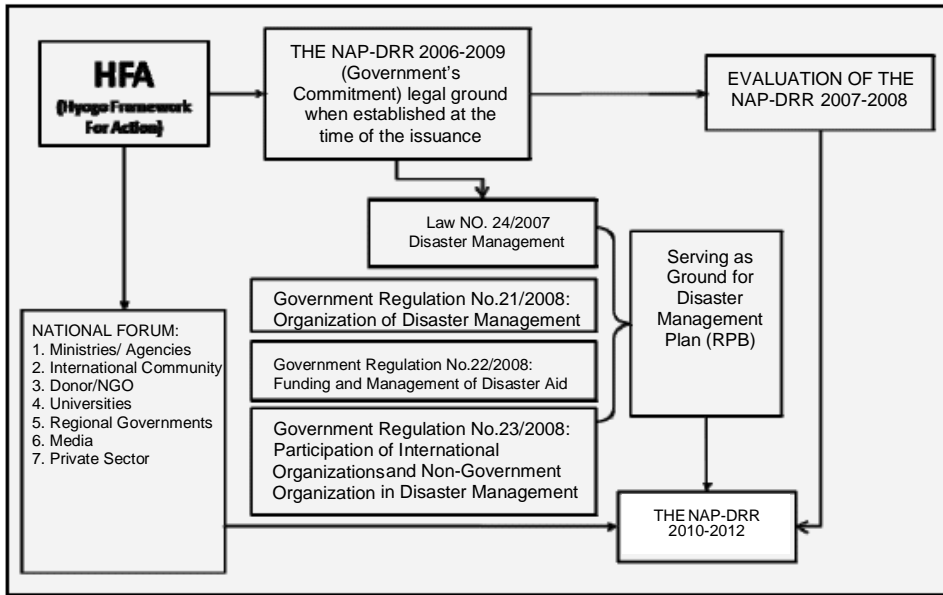 HFA
(Hyogo Framework
For Action)
THE NAP-DRR 2006-2009
(Government's
Commitment) legal ground
when established at the
time of the issuance
EVALUATION OF THE
NAP-DRR 2007-2008
Law NO. 24/2007
Disaster Management
Government Regulation No.21/2008:
Organization of Disaster Management
Government Regulation No.22/2008:
Funding and Management of Disaster Aid
Government Regulation No.23/2008:
Participation of International
Organizations and Non-Government
Organization in Disaster Management
Serving as
Ground for
Disaster
Management
Plan (RPB)
NATIONAL FORUM:
1. Ministries/ Agencies
2. International Community
3. Donor/NGO
4. Universities
5. Regional Governments
6. Media
7. Private Sector
THE NAP-DRR
2010-2012